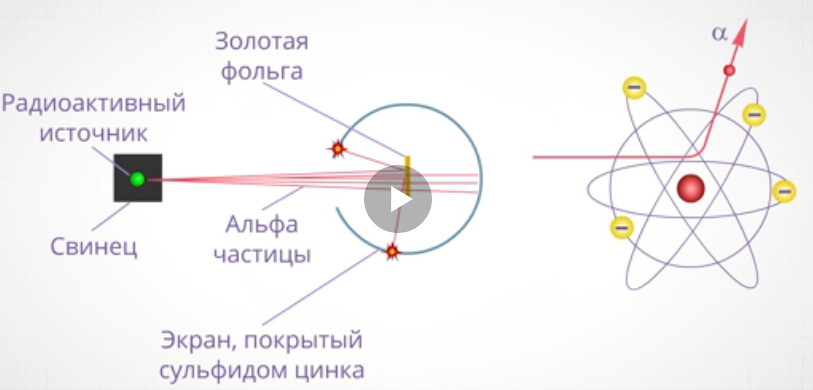 Золотая
фольга
Радиоактивный
источник
Свинец
Альфа
частицы
Экран, покрытый
сульфидом цинка
α